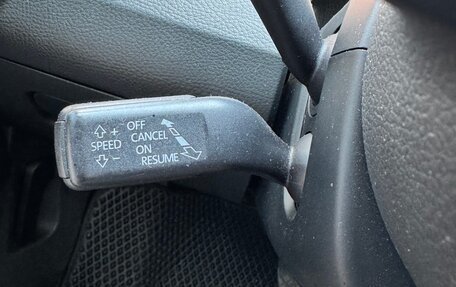 + OFF
SPEED CANCEL
ON
− RESUME